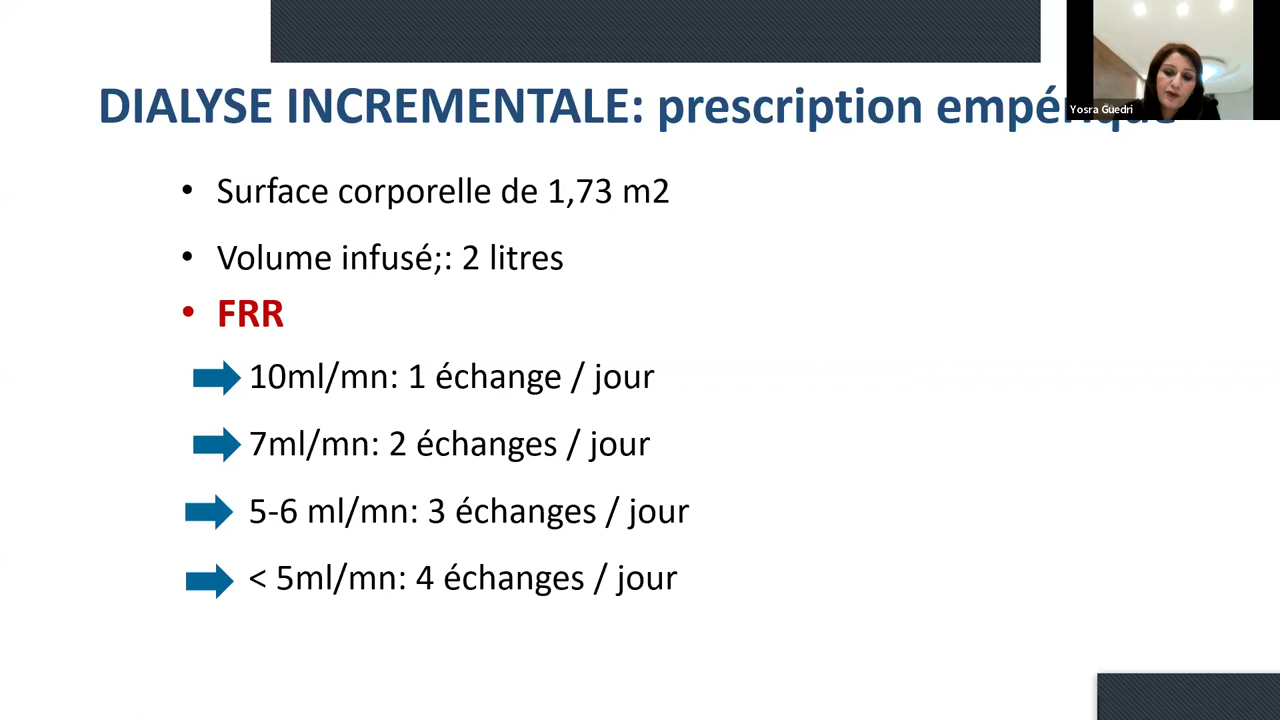 DIALYSE INCREMENTALE: prescription
Yosra Guedri
• Surface corporelle de 1,73 m2
• Volume infusé;: 2 litres
• FRR
10ml/mn: 1 échange / jour
7ml/mn: 2 échanges / jour
5-6 ml/mn: 3 échanges / jour
< 5ml/mn: 4 échanges / jour